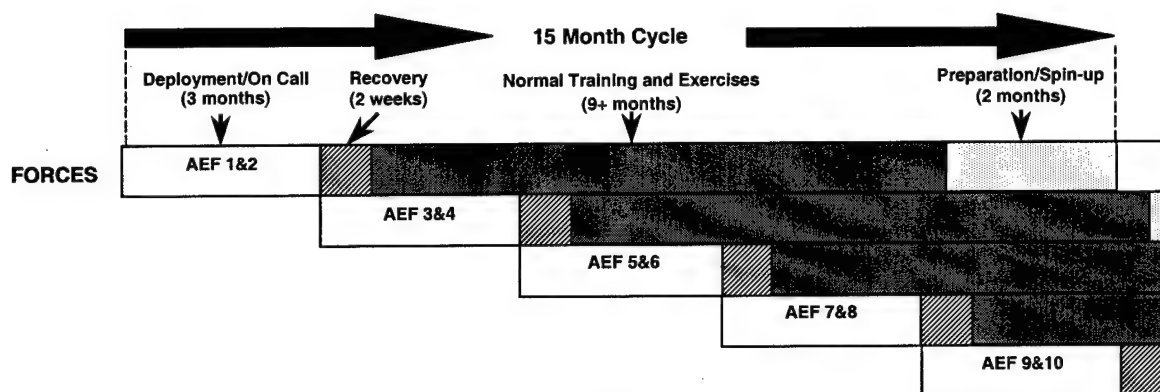 15 Month Cycle
Deployment/On Call
(3 months)
Recovery
(2 weeks)
Normal Training and Exercises
(9+ months)
Preparation/Spin-up
(2 months)
FORCES
AEF 1&2
AEF 3&4
AEF 5&6
AEF 7&8
AEF 9&10